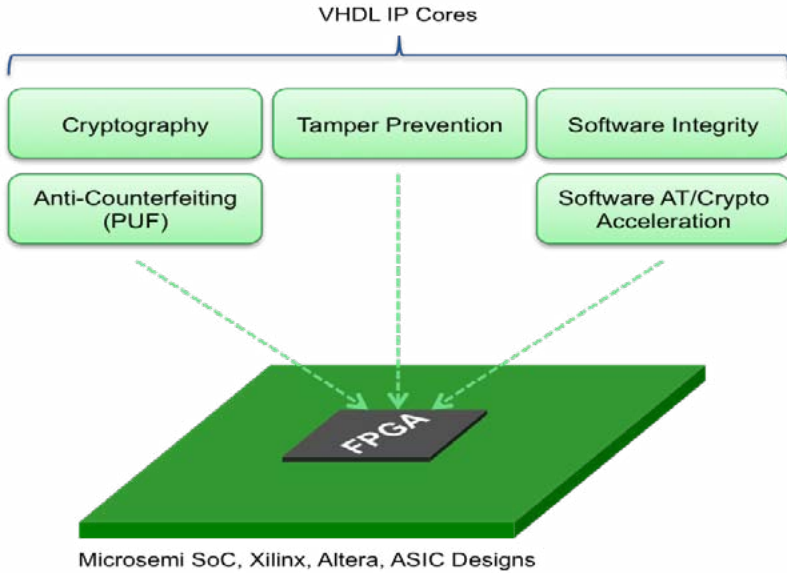 VHDL IP Cores
Cryptography
Tamper Prevention
Software Integrity
Anti-Counterfeiting
(PUF)
Software AT/Crypto
Acceleration
FPGA
Microsemi SoC, Xilinx, Altera, ASIC Designs